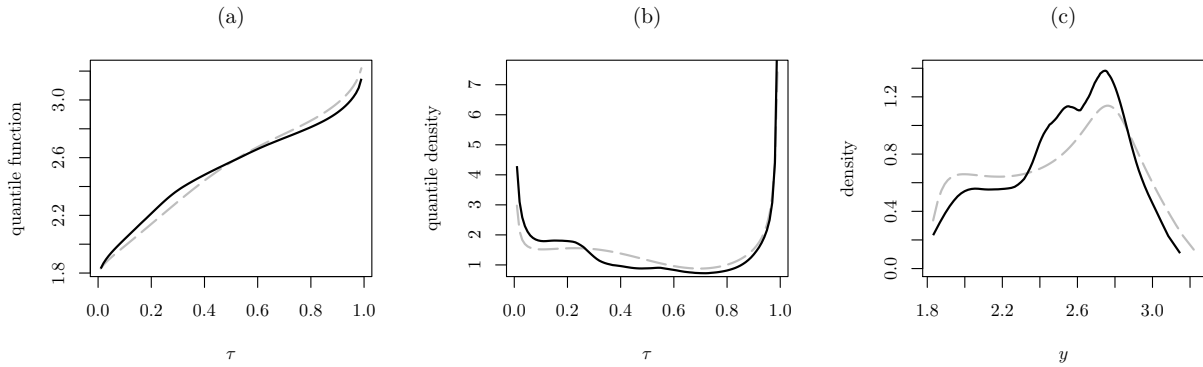 (a)
quantile function
1.8 2.2 2.6 3.0
0.0 0.2 0.4 0.6 0.8 1.0
τ
(b)
quantile density
1 2 3 4 5 6 7
0.0 0.2 0.4 0.6 0.8 1.0
τ
(c)
density
0.0 0.4 0.8 1.2
1.8 2.2 2.6 3.0
y